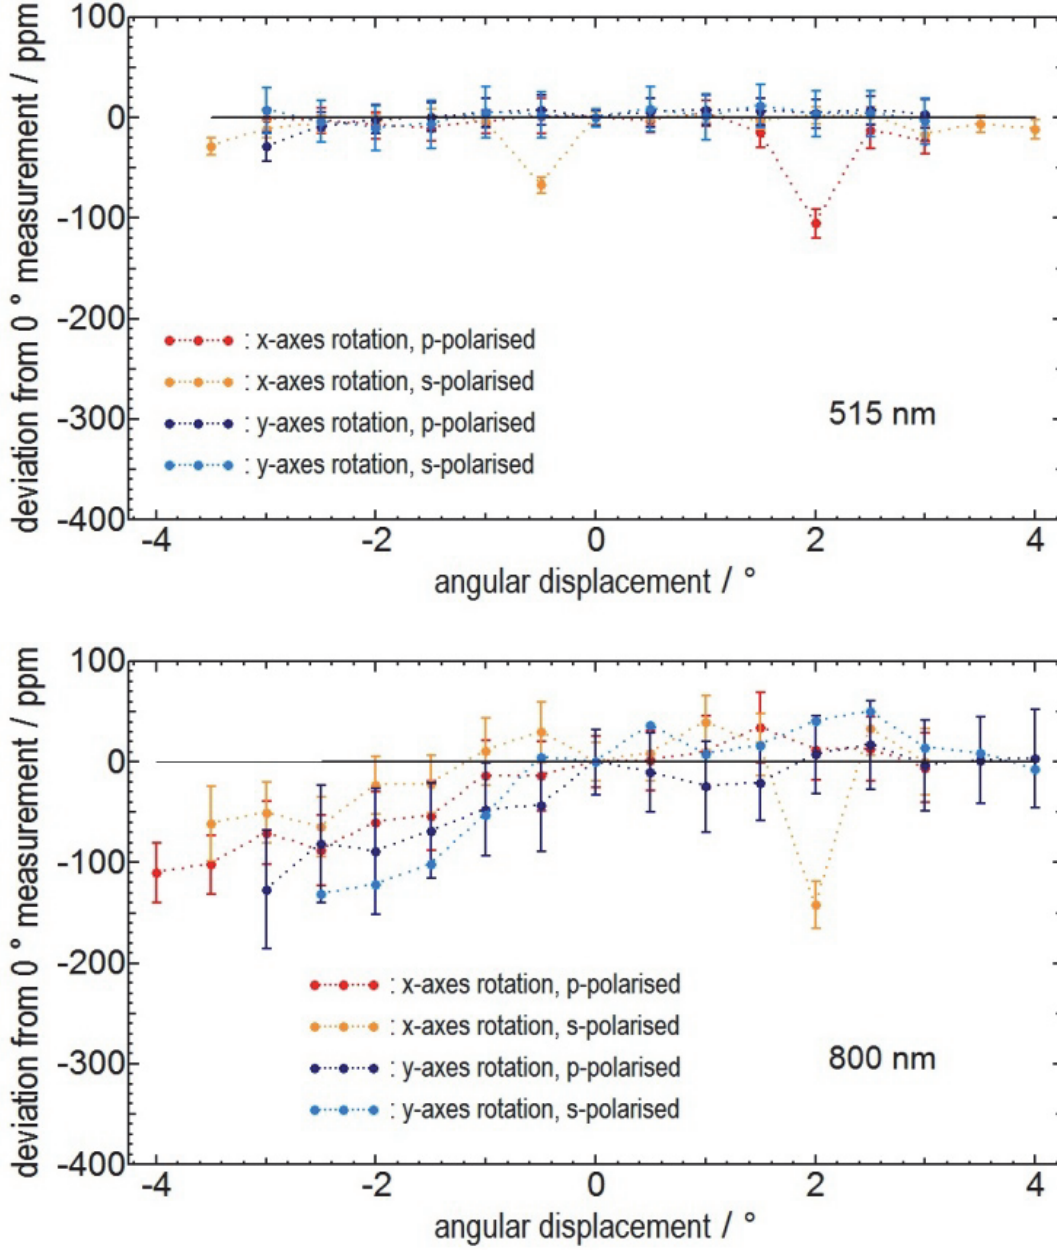 deviation from 0 ° measurement / ppm
100
0
-100
-200
-300
-400
: x-axes rotation, p-polarised
: x-axes rotation, s-polarised
: y-axes rotation, p-polarised
: y-axes rotation, s-polarised
515 nm
-4 -2 0 2 4
angular displacement / °
deviation from 0 ° measurement / ppm
100
0
-100
-200
-300
-400
: x-axes rotation, p-polarised
: x-axes rotation, s-polarised
: y-axes rotation, p-polarised
: y-axes rotation, s-polarised
800 nm
-4 -2 0 2 4
angular displacement / °